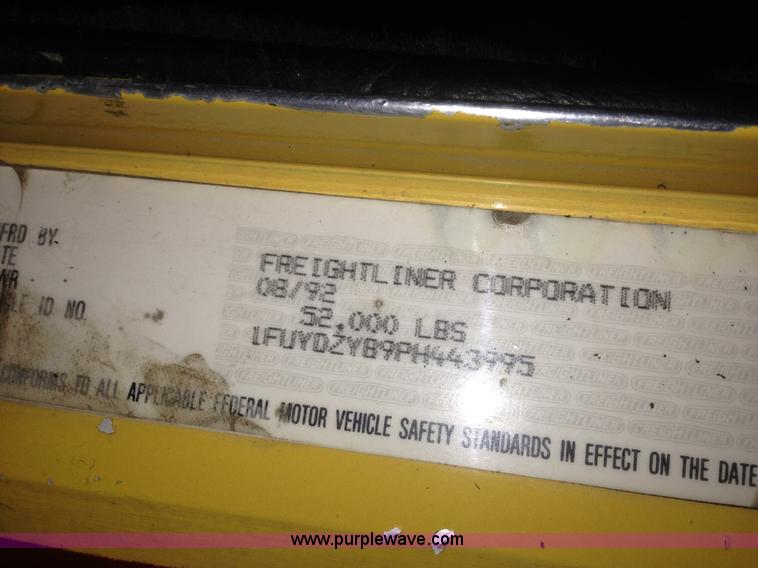 FRD BY- FREIGHTLINER CORPORATION
TE 08/92
WR 52,000 LBS
LE ID NO. 1FUYDZYB9PH443995
CONFORMS TO ALL APPLICABLE FEDERAL MOTOR VEHICLE SAFETY STANDARDS IN EFFECT ON THE DATE
www.purplewave.com